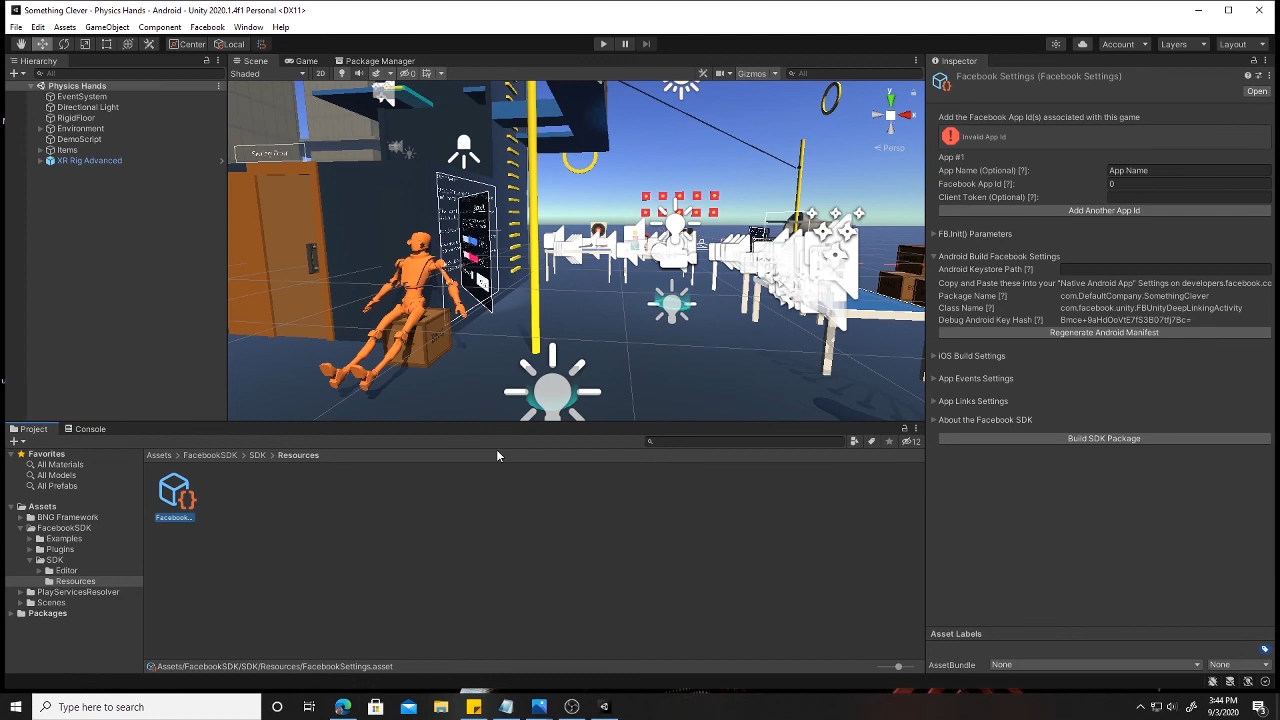 Something Clever - Physics Hands - Android - Unity 2020.1.4f1 Personal* <DX11>
File Edit Assets GameObject Component Facebook Window Help
Center Local Account Layers Layout
Hierarchy Scene Game Package Manager Inspector
All Shaded 2D Gizmos All
Physics Hands
EventSystem
Directional Light
RigidFloor
Environment
DemoScript
Items
XR Rig Advanced
y
x
Persp
Facebook Settings (Facebook Settings)
Open
Add the Facebook App Id(s) associated with this game
Invalid App Id
App #1
App Name (Optional) [?]: App Name
Facebook App Id [?]: 0
Client Token (Optional) [?]:
Add Another App Id
FB.Init() Parameters
Android Build Facebook Settings
Android Keystore Path [?]
Copy and Paste these into your "Native Android App" Settings on developers.facebook.cc
Package Name [?] com.DefaultCompany.SomethingClever
Class Name [?] com.facebook.unity.FBUnityDeepLinkingActivity
Debug Android Key Hash [?]
Regenerate Android Manifest
iOS Build Settings
App Events Settings
App Links Settings
About the Facebook SDK
Build SDK Package
Project Console
12
Favorites
All Materials
All Models
All Prefabs
Assets
BNG Framework
FacebookSDK
Examples
Plugins
SDK
Editor
Resources
PlayServicesResolver
Scenes
Packages
Assets > FacebookSDK > SDK > Resources
Facebook...
Assets/FacebookSDK/SDK/Resources/FacebookSettings.asset
Asset Labels
AssetBundle None None
Type here to search
3:44 PM
9/3/2020